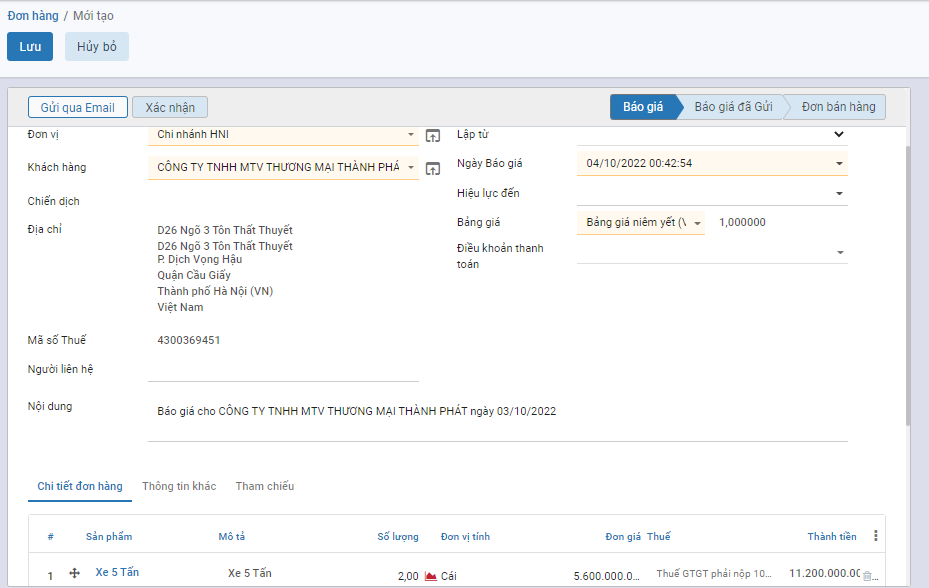 Đơn hàng / Mới tạo
Lưu Hủy bỏ
Gửi qua Email Xác nhận Báo giá Báo giá đã Gửi Đơn bán hàng
Đơn vị Chi nhánh HNI
Khách hàng CÔNG TY TNHH MTV THƯƠNG MẠI THÀNH PHÁ
Chiến dịch
Địa chỉ
D26 Ngõ 3 Tôn Thất Thuyết
D26 Ngõ 3 Tôn Thất Thuyết
P. Dịch Vọng Hậu
Quận Cầu Giấy
Thành phố Hà Nội (VN)
Việt Nam
Mã số Thuế 4300369451
Người liên hệ
Lập từ
Ngày Báo giá 04/10/2022 00:42:54
Hiệu lực đến
Bảng giá Bảng giá niêm yết (V 1,000000
Điều khoản thanh
toán
Nội dung Báo giá cho CÔNG TY TNHH MTV THƯƠNG MẠI THÀNH PHÁT ngày 03/10/2022
Chi tiết đơn hàng Thông tin khác Tham chiếu
# Sản phẩm Mô tả Số lượng Đơn vị tính Đơn giá Thuế Thành tiền
1 Xe 5 Tấn Xe 5 Tấn 2,00 Cái 5.600.000.0... Thuế GTGT phải nộp 10... 11.200.000.00